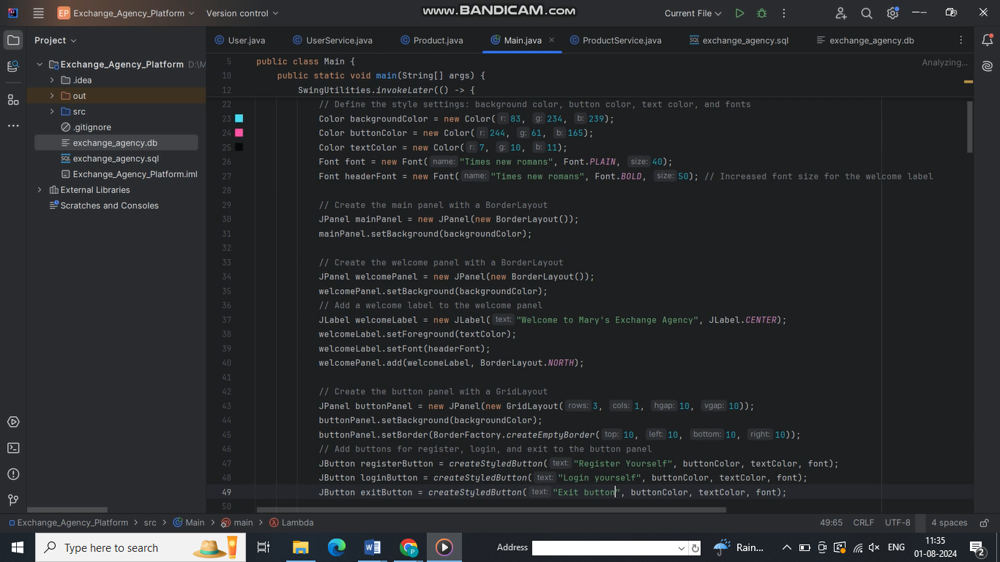 www.BANDICAM.com
EP Exchange_Agency_Platform Version control Current File
Project
User.java UserService.java Product.java Main.java ProductService.java exchange_agency.sql exchange_agency.db
Exchange_Agency_Platform D:\M
.idea
out
src
.gitignore
exchange_agency.db
exchange_agency.sql
Exchange_Agency_Platform.iml
External Libraries
Scratches and Consoles
Analyzing...
5 public class Main {
10 public static void main(String[] args) {
12 SwingUtilities.invokeLater(() -> {
22 // Define the style settings: background color, button color, text color, and fonts
23 Color backgroundColor = new Color( r: 83, g: 234, b: 239);
24 Color buttonColor = new Color( r: 244, g: 61, b: 165);
25 Color textColor = new Color( r: 7, g: 10, b: 11);
26 Font font = new Font( name: "Times new romans", Font.PLAIN, size: 40);
27 Font headerFont = new Font( name: "Times new romans", Font.BOLD, size: 50); // Increased font size for the welcome label
28
29 // Create the main panel with a BorderLayout
30 JPanel mainPanel = new JPanel(new BorderLayout());
31 mainPanel.setBackground(backgroundColor);
32
33 // Create the welcome panel with a BorderLayout
34 JPanel welcomePanel = new JPanel(new BorderLayout());
35 welcomePanel.setBackground(backgroundColor);
36 // Add a welcome label to the welcome panel
37 JLabel welcomeLabel = new JLabel( text: "Welcome to Mary's Exchange Agency", JLabel.CENTER);
38 welcomeLabel.setForeground(textColor);
39 welcomeLabel.setFont(headerFont);
40 welcomePanel.add(welcomeLabel, BorderLayout.NORTH);
41
42 // Create the button panel with a GridLayout
43 JPanel buttonPanel = new JPanel(new GridLayout( rows: 3, cols: 1, hgap: 10, vgap: 10));
44 buttonPanel.setBackground(backgroundColor);
45 buttonPanel.setBorder(BorderFactory.createEmptyBorder( top: 10, left: 10, bottom: 10, right: 10));
46 // Add buttons for register, login, and exit to the button panel
47 JButton registerButton = createStyledButton( text: "Register Yourself", buttonColor, textColor, font);
48 JButton loginButton = createStyledButton( text: "Login yourself", buttonColor, textColor, font);
49 JButton exitButton = createStyledButton( text: "Exit button", buttonColor, textColor, font);
50
Exchange_Agency_Platform > src > Main > main > Lambda 49:65 CRLF UTF-8 4 spaces
Type here to search Address Rain... ENG 11:35
01-08-2024 2